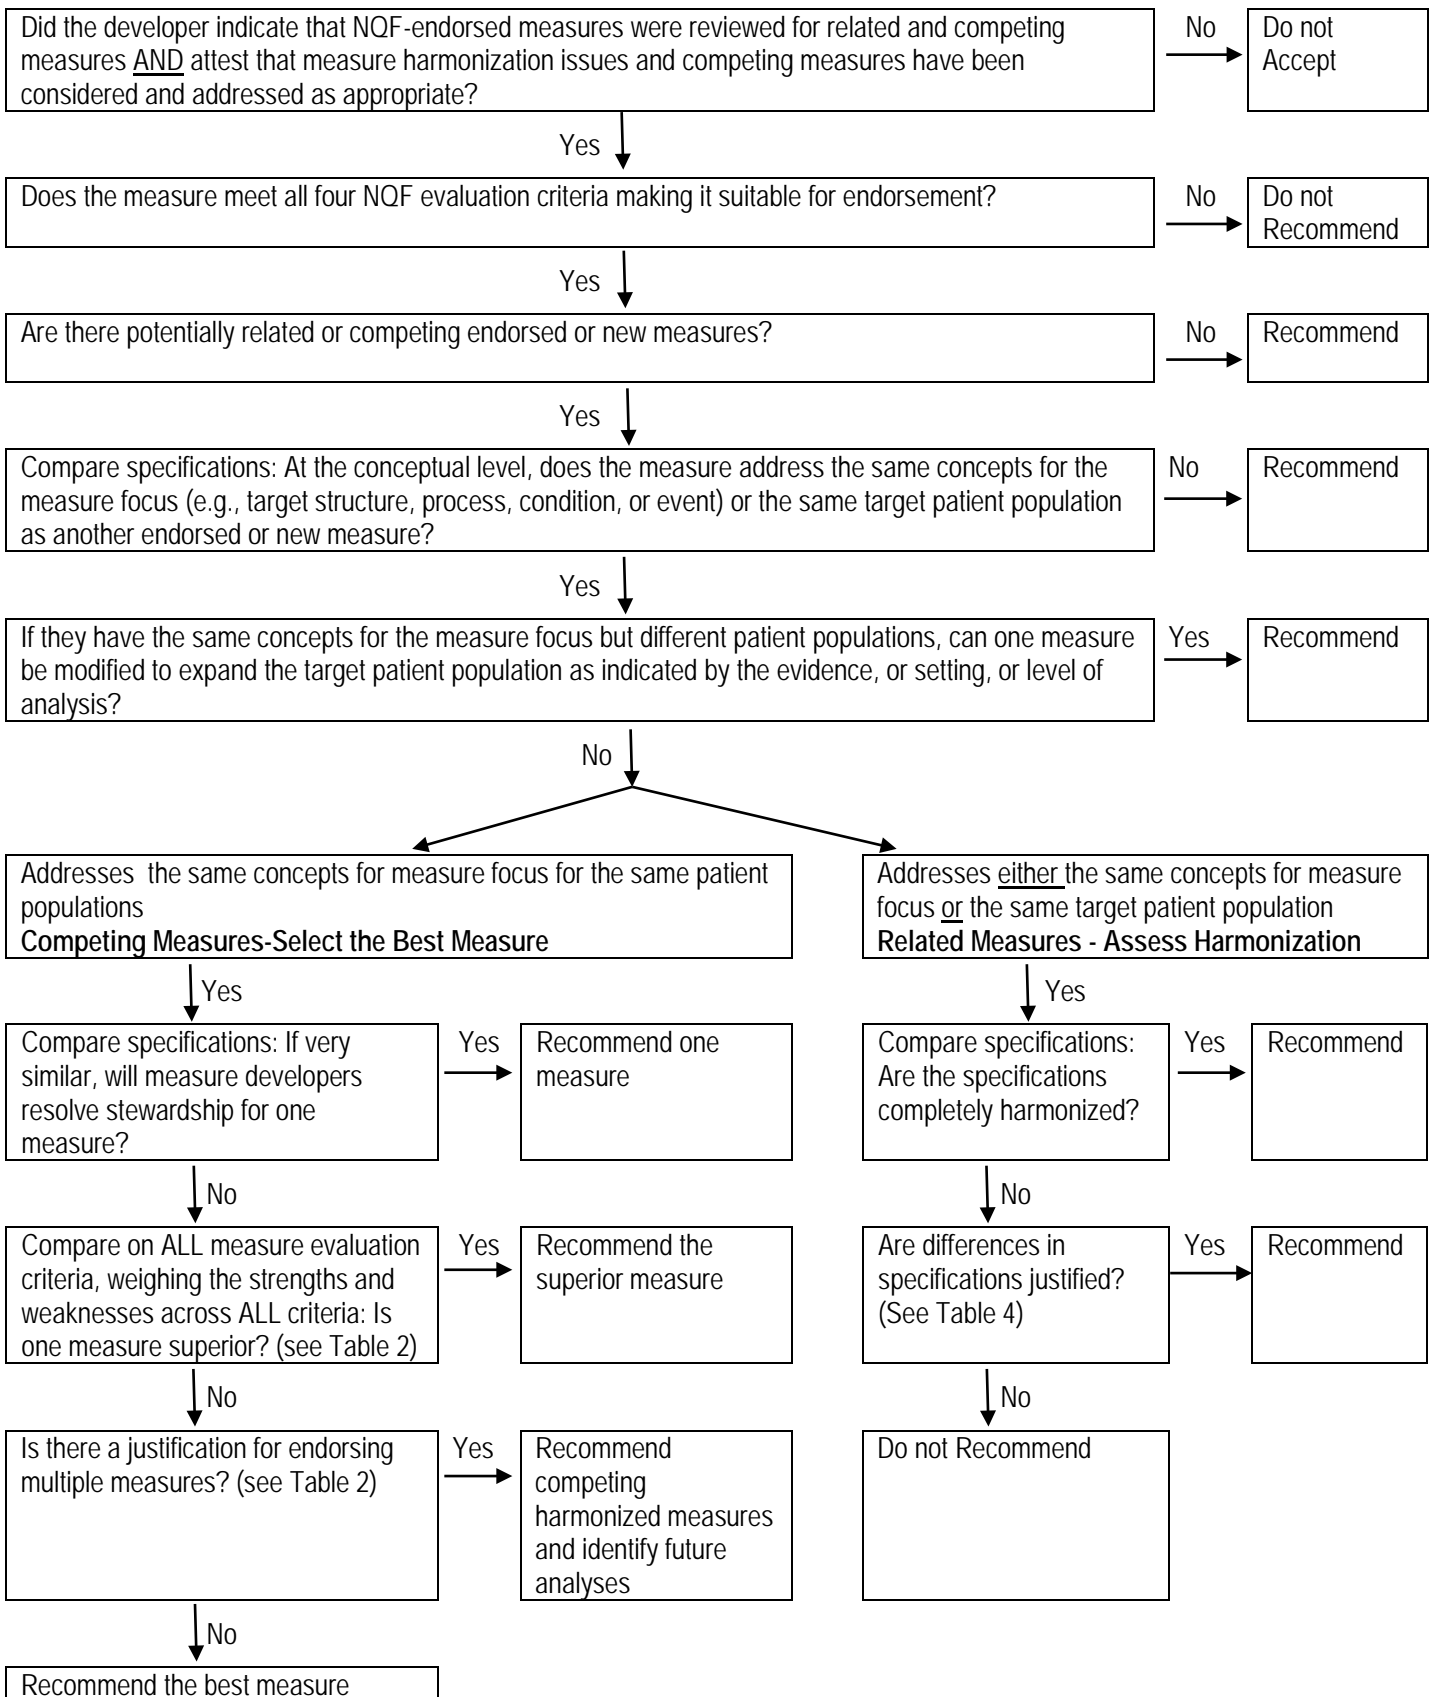 Did the developer indicate that NQF-endorsed measures were reviewed for related and competing
measures AND attest that measure harmonization issues and competing measures have been
considered and addressed as appropriate?
No
Do not
Accept
Yes
Does the measure meet all four NQF evaluation criteria making it suitable for endorsement?
No
Do not
Recommend
Yes
Are there potentially related or competing endorsed or new measures?
No
Recommend
Yes
Compare specifications: At the conceptual level, does the measure address the same concepts for the
measure focus (e.g., target structure, process, condition, or event) or the same target patient population
as another endorsed or new measure?
No
Recommend
Yes
If they have the same concepts for the measure focus but different patient populations, can one measure
be modified to expand the target patient population as indicated by the evidence, or setting, or level of
analysis?
Yes
Recommend
No
Addresses the same concepts for measure focus for the same patient
populations
Competing Measures-Select the Best Measure
Addresses either the same concepts for measure
focus or the same target patient population
Related Measures - Assess Harmonization
Yes
Compare specifications: If very
similar, will measure developers
resolve stewardship for one
measure?
Yes
Recommend one
measure
No
Compare on ALL measure evaluation
criteria, weighing the strengths and
weaknesses across ALL criteria: Is
one measure superior? (see Table 2)
Yes
Recommend the
superior measure
No
Is there a justification for endorsing
multiple measures? (see Table 2)
Yes
Recommend
competing
harmonized measures
and identify future
analyses
No
Recommend the best measure
Yes
Compare specifications:
Are the specifications
completely harmonized?
Yes
Recommend
No
Are differences in
specifications justified?
(See Table 4)
Yes
Recommend
No
Do not Recommend